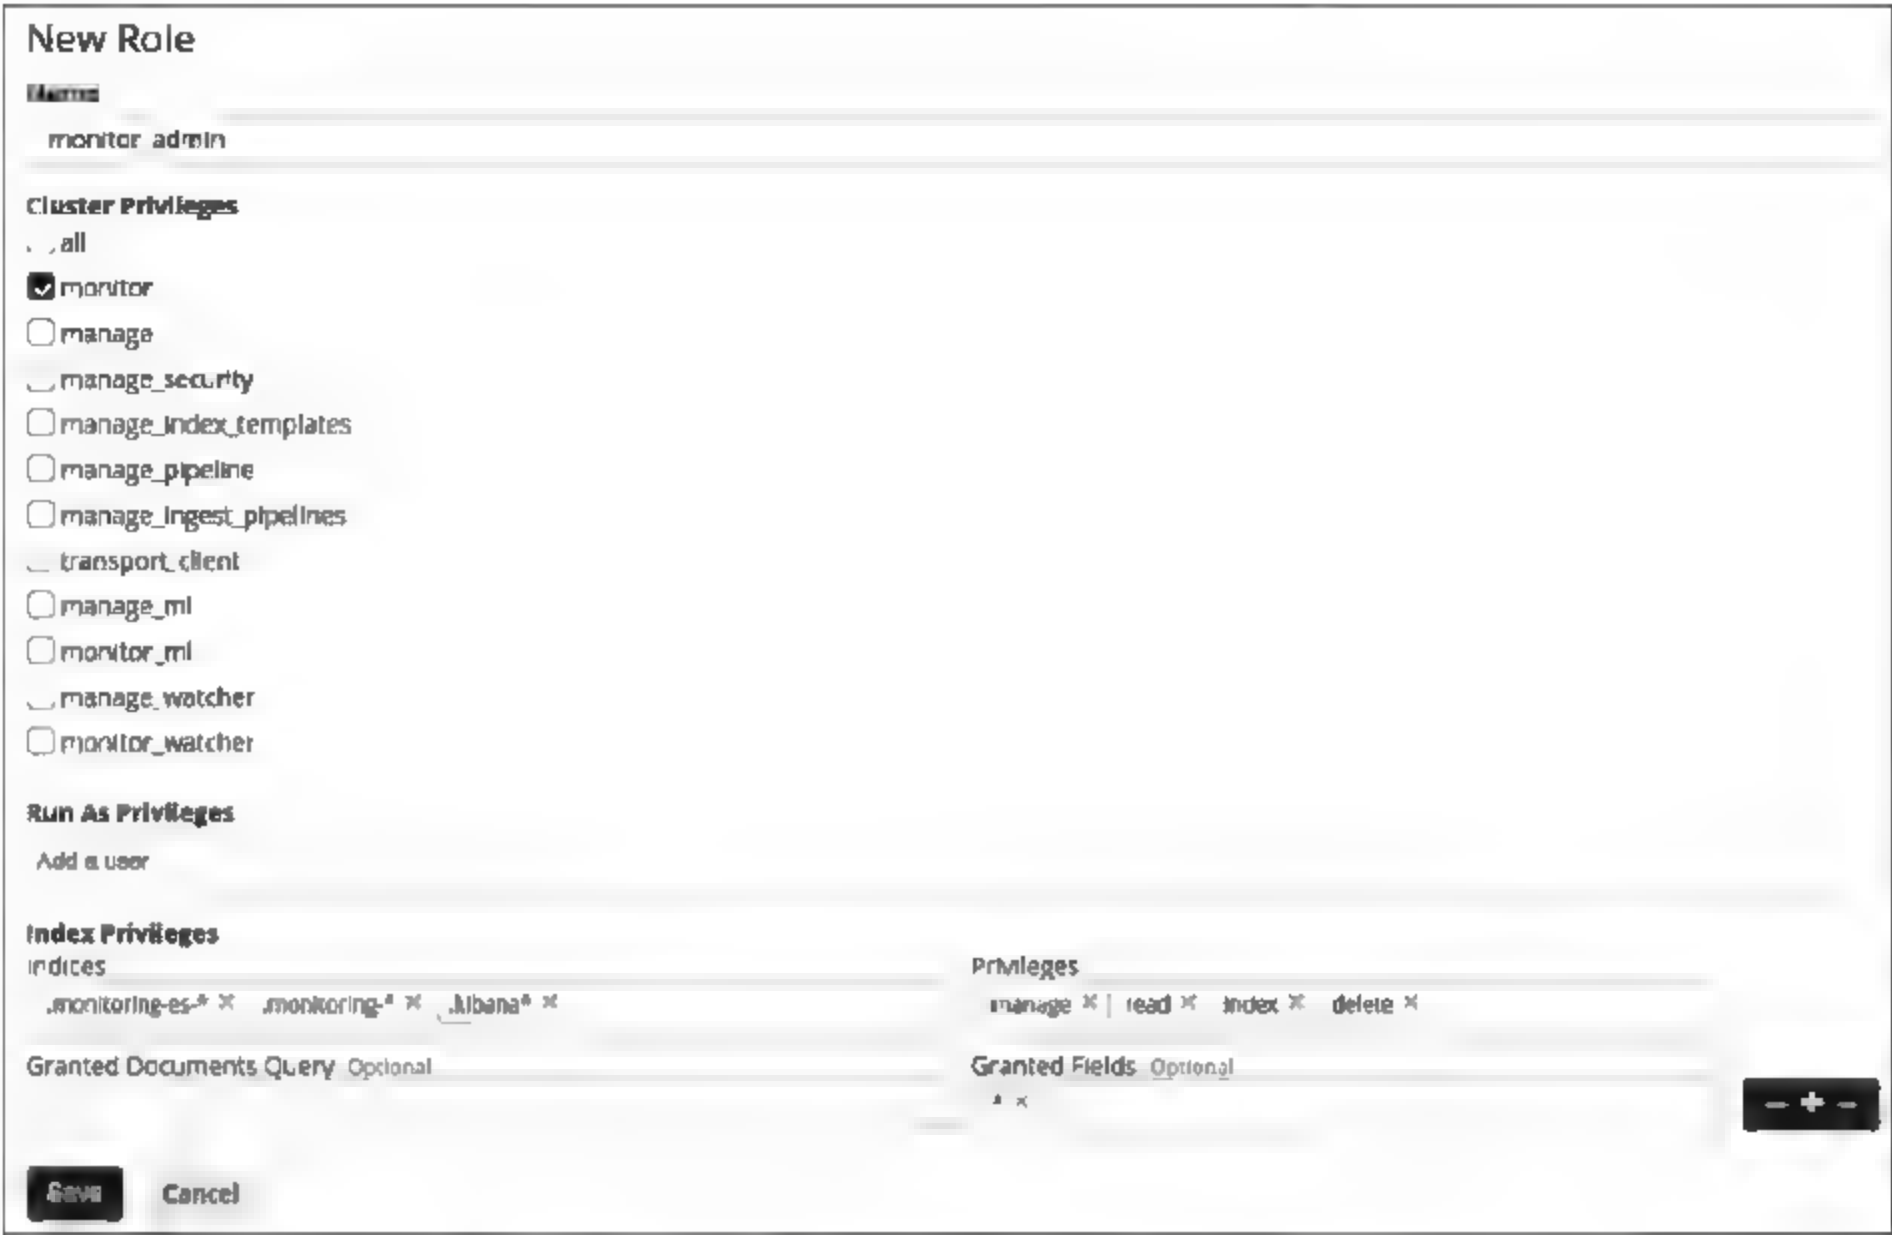 New Role
Name
monitor_admin
Cluster Privileges
all
monitor
manage
manage_security
manage_index_templates
manage_pipeline
manage_ingest_pipelines
transport_client
manage_ml
monitor_ml
manage_watcher
monitor_watcher
Run As Privileges
Add a user
Index Privileges
Indices Privileges
.monitoring-es-* × .monitoring-* × .kibana* × manage × read × index × delete ×
Granted Documents Query Optional Granted Fields Optional
* ×
Save Cancel